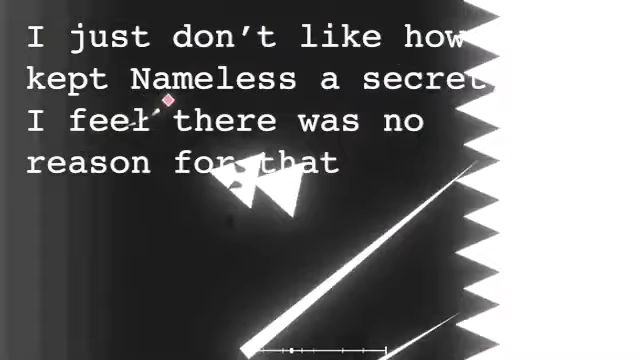 I just don’t like how
kept Nameless a secret
I feel there was no
reason for that